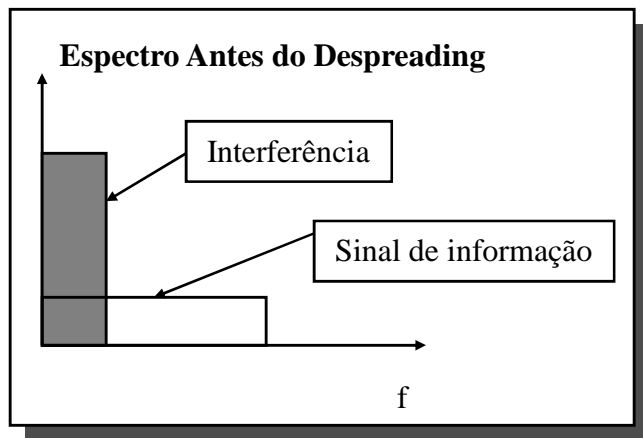 Espectro Antes do Despreading
Interferência
Sinal de informação
f